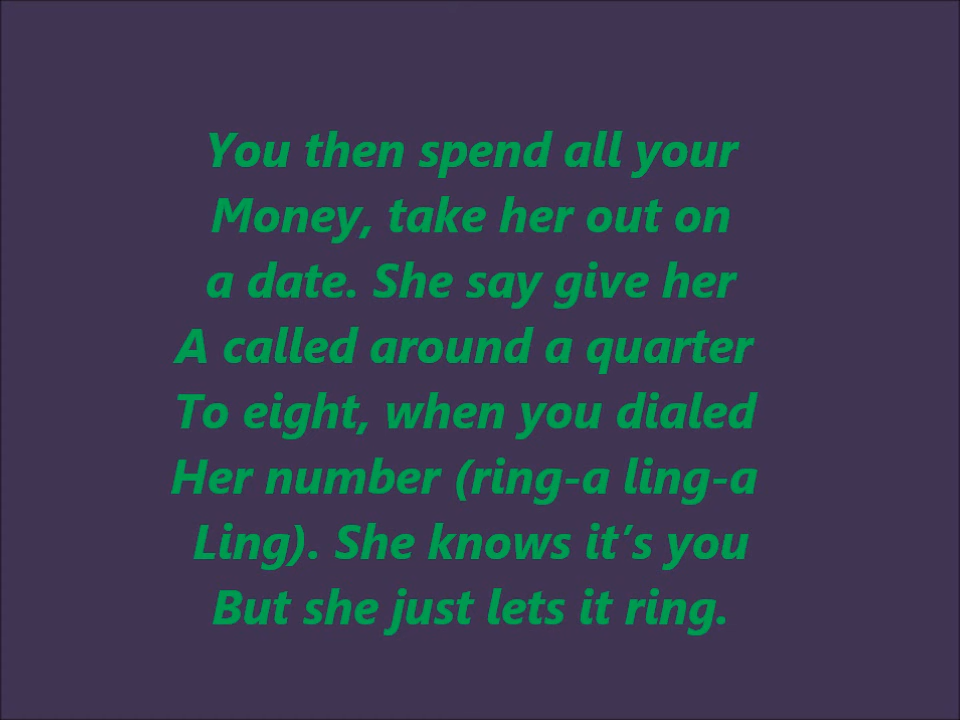 You then spend all your
Money, take her out on
a date. She say give her
A called around a quarter
To eight, when you dialed
Her number (ring-a ling-a
Ling). She knows it’s you
But she just lets it ring.